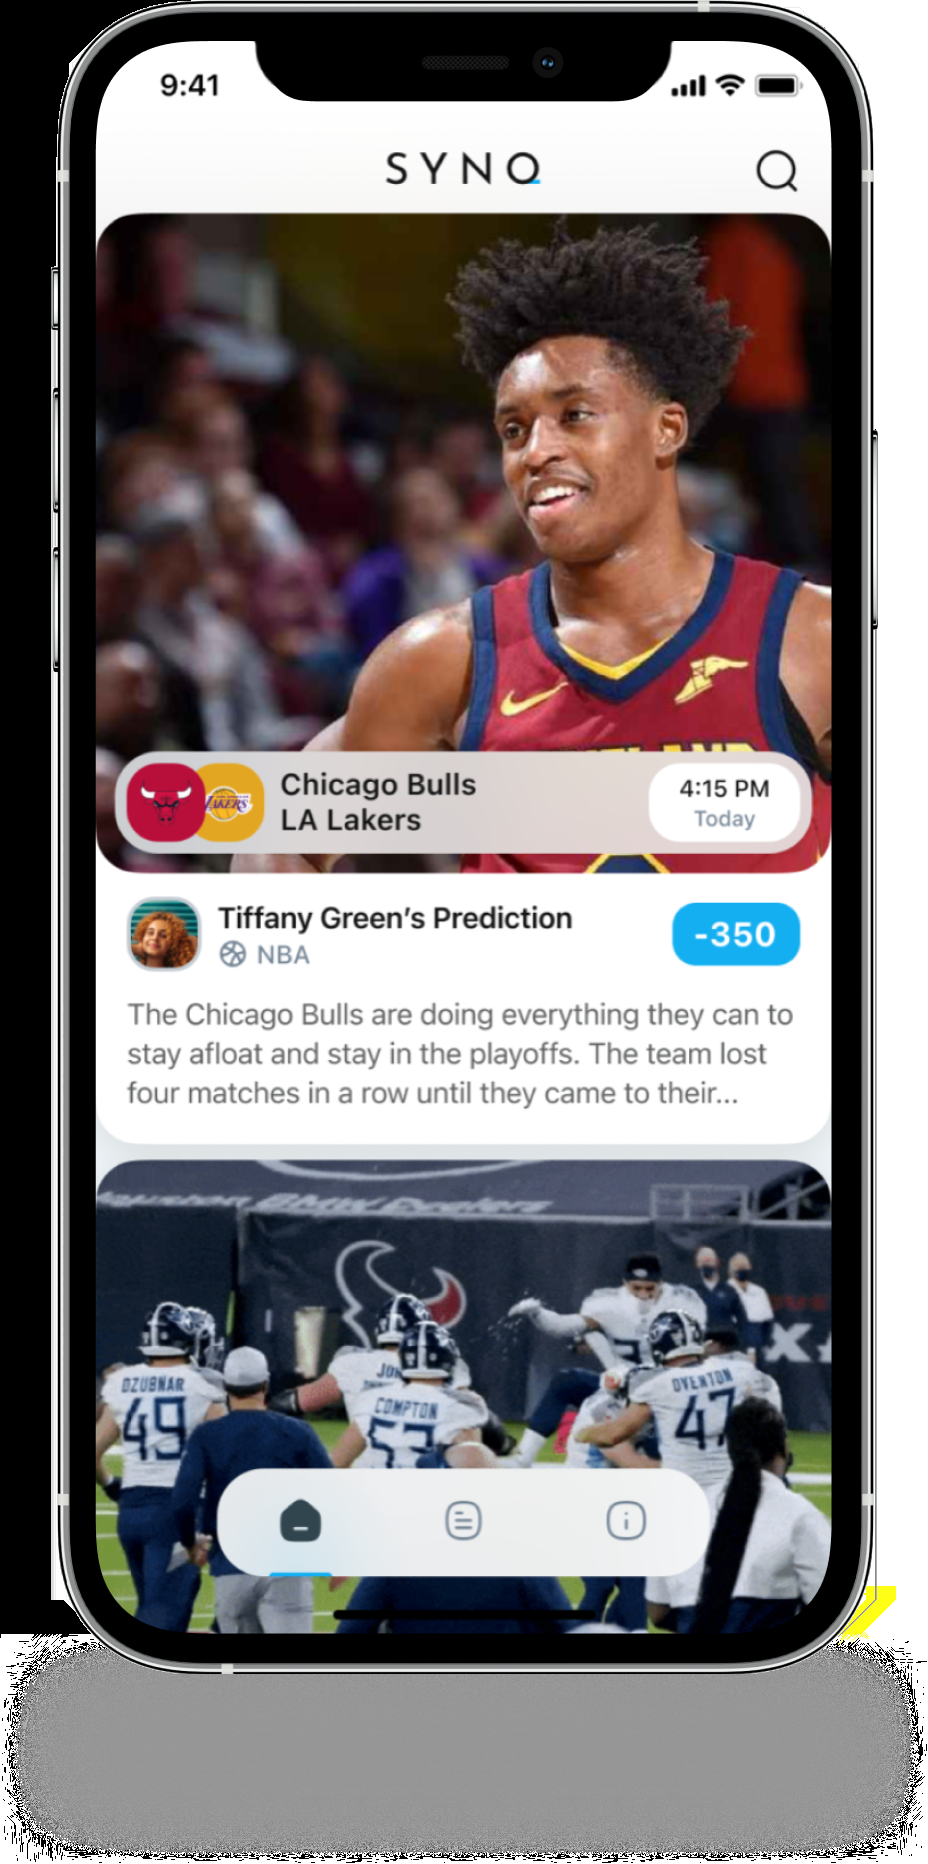 9:41
SYNQ
LAKERS
Chicago Bulls
LA Lakers
4:15 PM
Today
Tiffany Green's Prediction
NBA
-350
The Chicago Bulls are doing everything they can to
stay afloat and stay in the playoffs. The team lost
four matches in a row until they came to their...
DZUBNAR
49
COMPTON
53
OVERTON
47